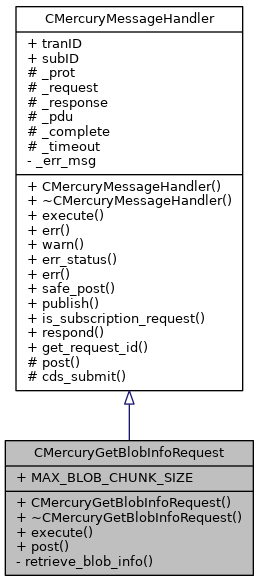 CMercuryMessageHandler
+ tranID
+ subID
# _prot
# _request
# _response
# _pdu
# _complete
# _timeout
- _err_msg
+ CMercuryMessageHandler()
+ ~CMercuryMessageHandler()
+ execute()
+ err()
+ warn()
+ err_status()
+ err()
+ safe_post()
+ publish()
+ is_subscription_request()
+ respond()
+ get_request_id()
# post()
# cds_submit()
CMercuryGetBlobInfoRequest
+ MAX_BLOB_CHUNK_SIZE
+ CMercuryGetBlobInfoRequest()
+ ~CMercuryGetBlobInfoRequest()
+ execute()
+ post()
- retrieve_blob_info()